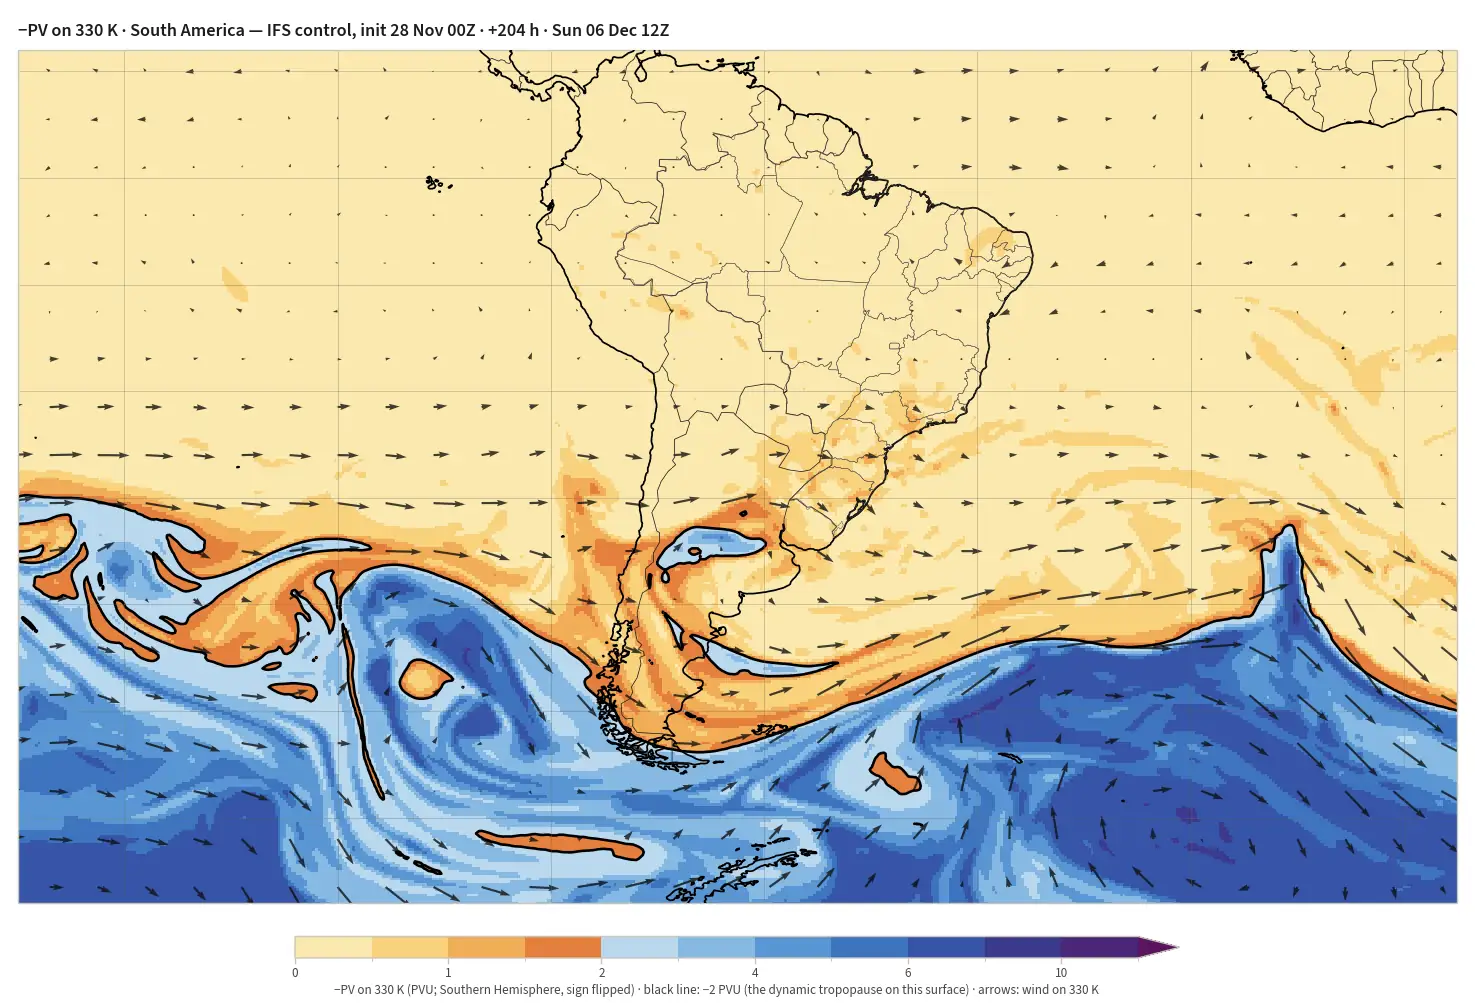 −PV on 330 K · South America — IFS control, init 28 Nov 00Z · +204 h · Sun 06 Dec 12Z
0 1 2 4 6 10
−PV on 330 K (PVU; Southern Hemisphere, sign flipped) · black line: −2 PVU (the dynamic tropopause on this surface) · arrows: wind on 330 K